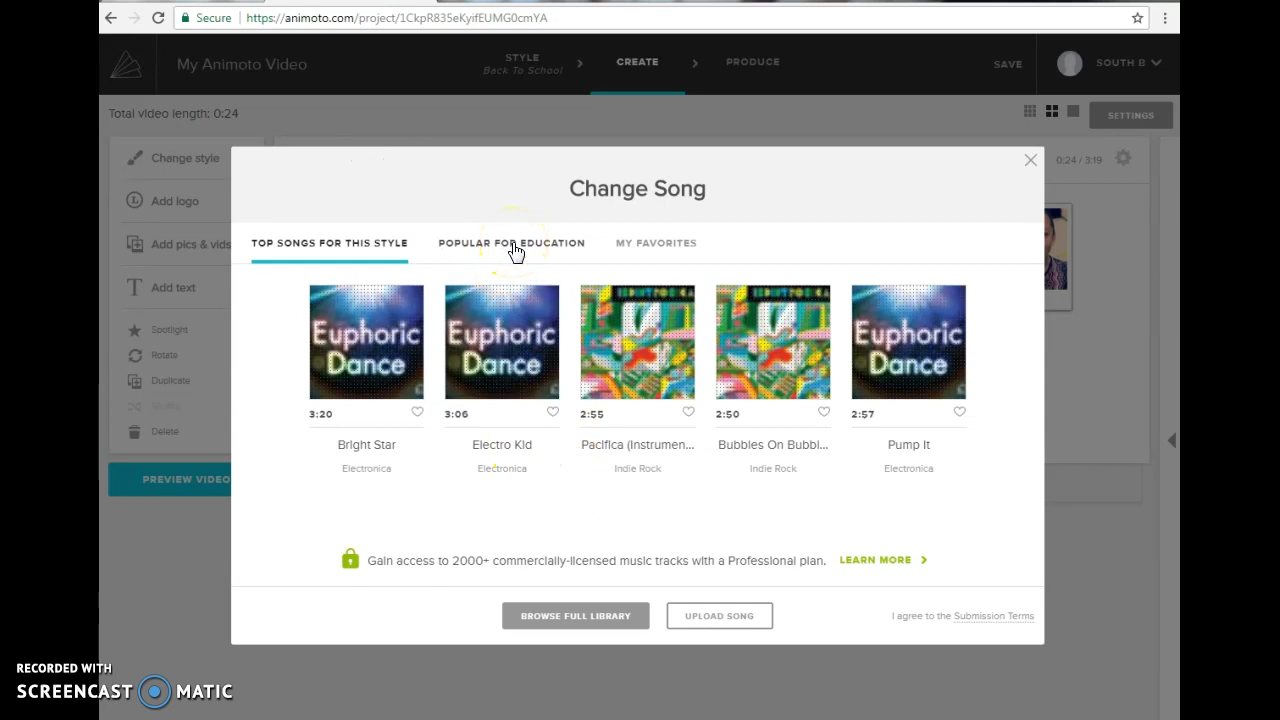 Secure https://animoto.com/project/1CkpR835eKyifEUMG0cmYA
My Animoto Video
STYLE
Back To School
CREATE
PRODUCE
SAVE
SOUTH B
Total video length: 0:24
SETTINGS
Change style
Add logo
Add pics & vids
Add text
Spotlight
Rotate
Duplicate
Shuffle
Delete
PREVIEW VIDEO
0:24 / 3:19
Change Song
TOP SONGS FOR THIS STYLE
POPULAR FOR EDUCATION
MY FAVORITES
Euphoric Dance
Euphoric Dance
Euphoric Dance
3:20
3:06
2:55
2:50
2:57
Bright Star
Electro Kid
Pacifica (Instrumen...
Bubbles On Bubbl...
Pump It
Electronica
Electronica
Indie Rock
Indie Rock
Electronica
Gain access to 2000+ commercially-licensed music tracks with a Professional plan. LEARN MORE
BROWSE FULL LIBRARY
UPLOAD SONG
I agree to the Submission Terms
RECORDED WITH
SCREENCAST MATIC